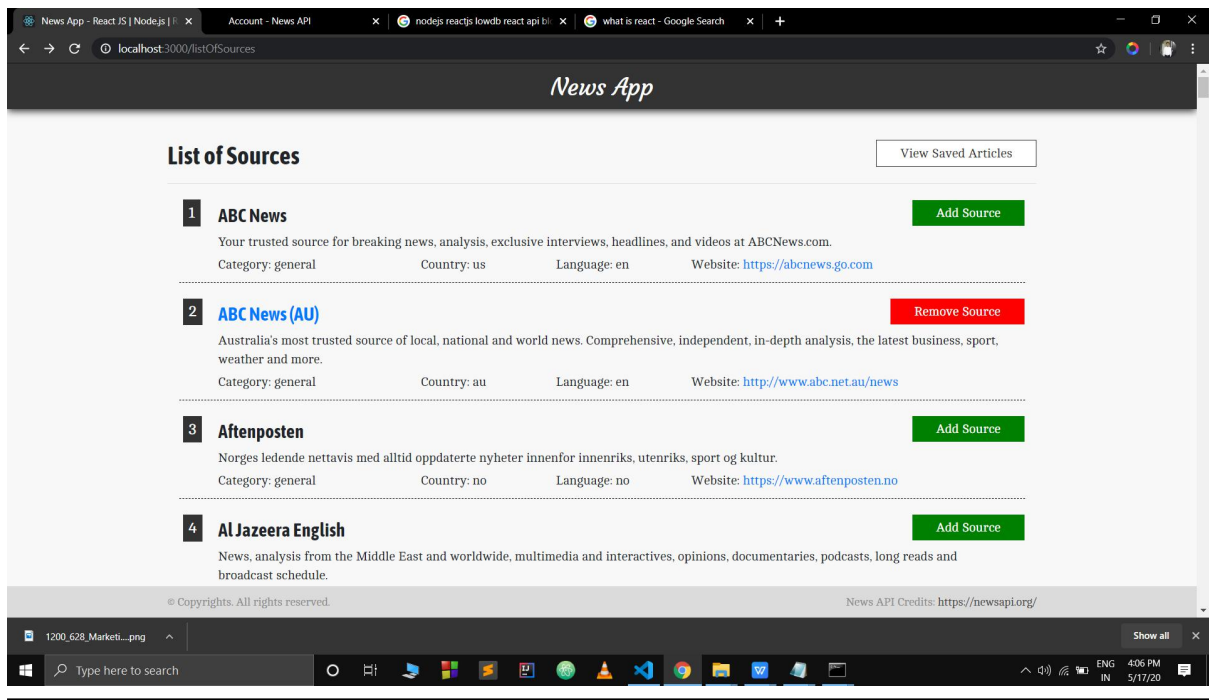 News App - React JS | Node.js | R
Account - News API
nodejs reactjs lowdb react api blo
what is react - Google Search
localhost:3000/listOfSources
News App
List of Sources
View Saved Articles
1
ABC News
Add Source
Your trusted source for breaking news, analysis, exclusive interviews, headlines, and videos at ABCNews.com.
Category: general Country: us Language: en Website: https://abcnews.go.com
2
ABC News (AU)
Remove Source
Australia's most trusted source of local, national and world news. Comprehensive, independent, in-depth analysis, the latest business, sport,
weather and more.
Category: general Country: au Language: en Website: http://www.abc.net.au/news
3
Aftenposten
Add Source
Norges ledende nettavis med alltid oppdaterte nyheter innenfor innenriks, utenriks, sport og kultur.
Category: general Country: no Language: no Website: https://www.aftenposten.no
4
Al Jazeera English
Add Source
News, analysis from the Middle East and worldwide, multimedia and interactives, opinions, documentaries, podcasts, long reads and
broadcast schedule.
© Copyrights. All rights reserved.
News API Credits: https://newsapi.org/
1200_628_Marketi....png
Show all
Type here to search
ENG
IN
4:06 PM
5/17/20